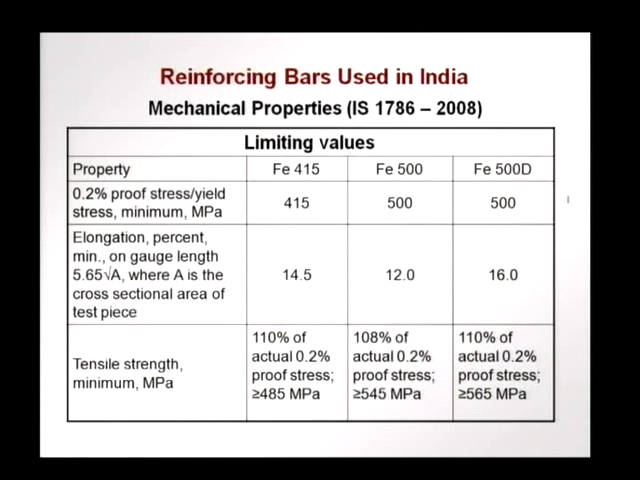 Reinforcing Bars Used in India
Mechanical Properties (IS 1786 – 2008)
Limiting values
Property Fe 415 Fe 500 Fe 500D
0.2% proof stress/yield
stress, minimum, MPa
415 500 500
Elongation, percent,
min., on gauge length
5.65√A, where A is the
cross sectional area of
test piece
14.5 12.0 16.0
Tensile strength,
minimum, MPa
110% of
actual 0.2%
proof stress;
≥485 MPa
108% of
actual 0.2%
proof stress;
≥545 MPa
110% of
actual 0.2%
proof stress;
≥565 MPa